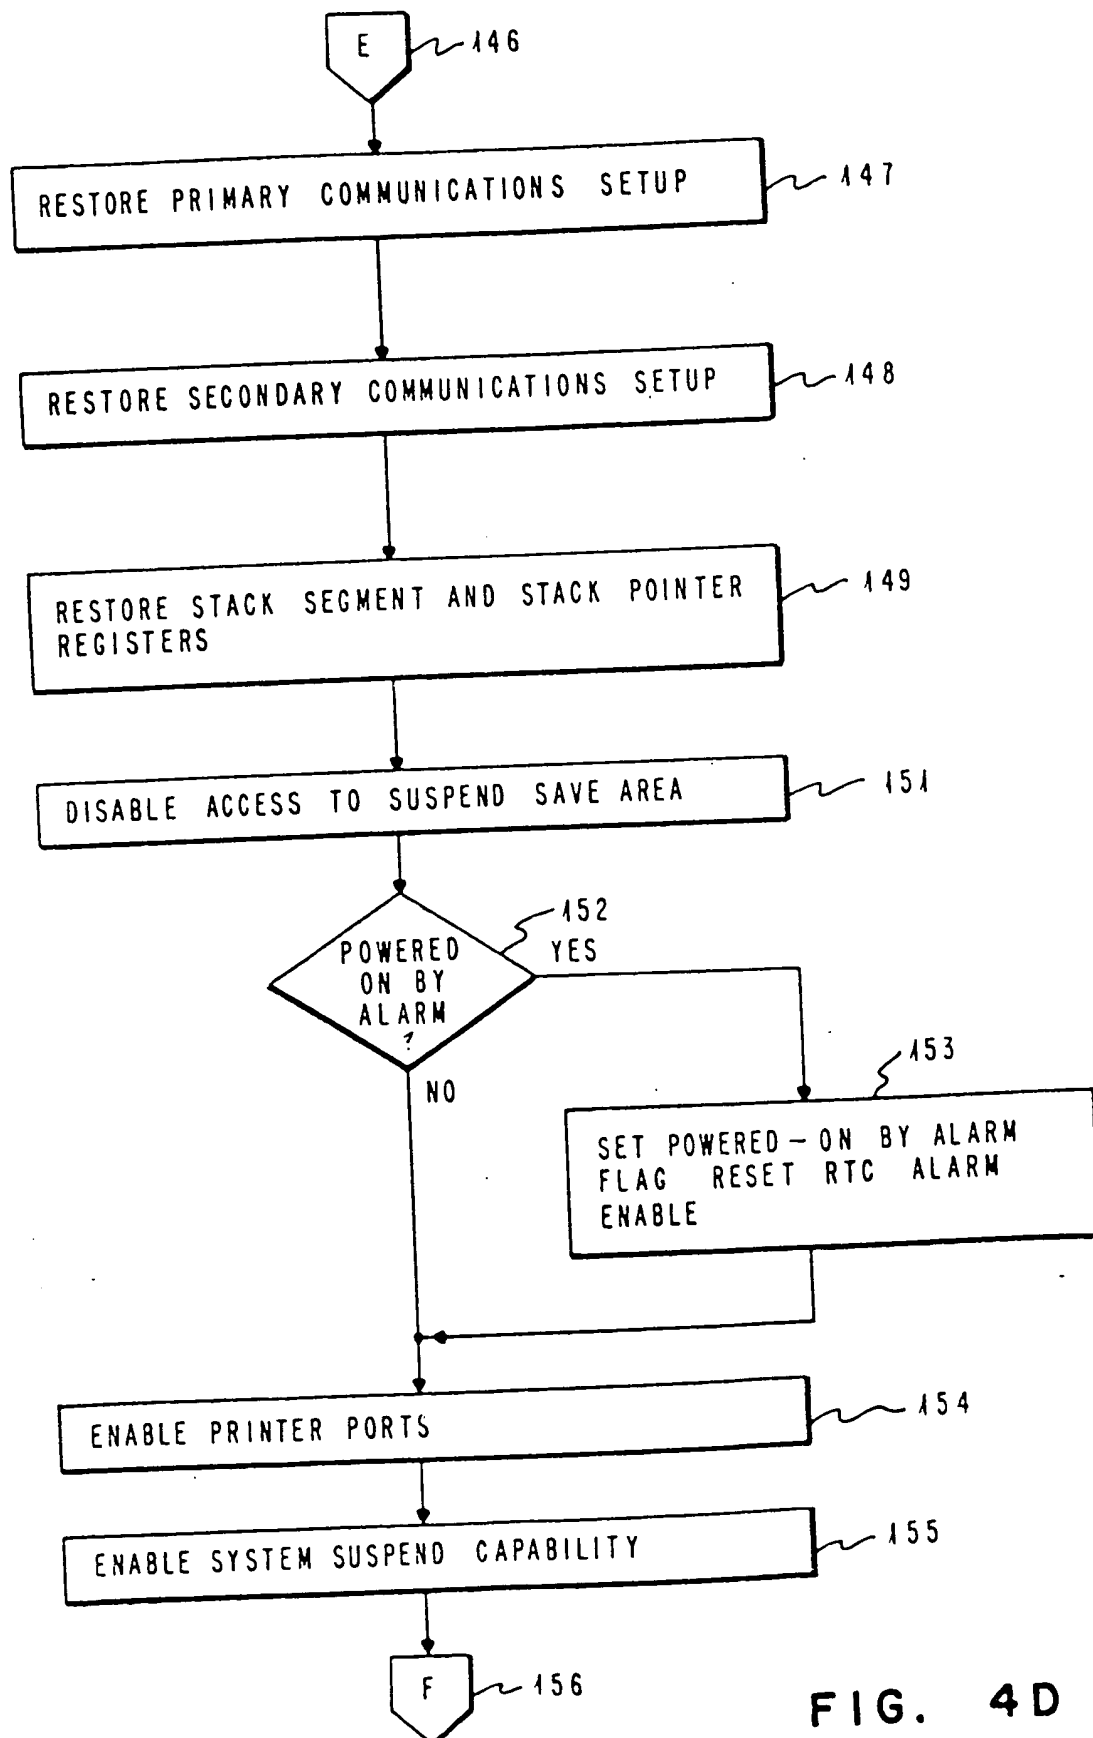 E
146
RESTORE PRIMARY COMMUNICATIONS SETUP
147
RESTORE SECONDARY COMMUNICATIONS SETUP
148
RESTORE STACK SEGMENT AND STACK POINTER
REGISTERS
149
DISABLE ACCESS TO SUSPEND SAVE AREA
151
POWERED
ON BY
ALARM
?
152
YES
NO
153
SET POWERED-ON BY ALARM
FLAG RESET RTC ALARM
ENABLE
ENABLE PRINTER PORTS
154
ENABLE SYSTEM SUSPEND CAPABILITY
155
F
156
FIG. 4D